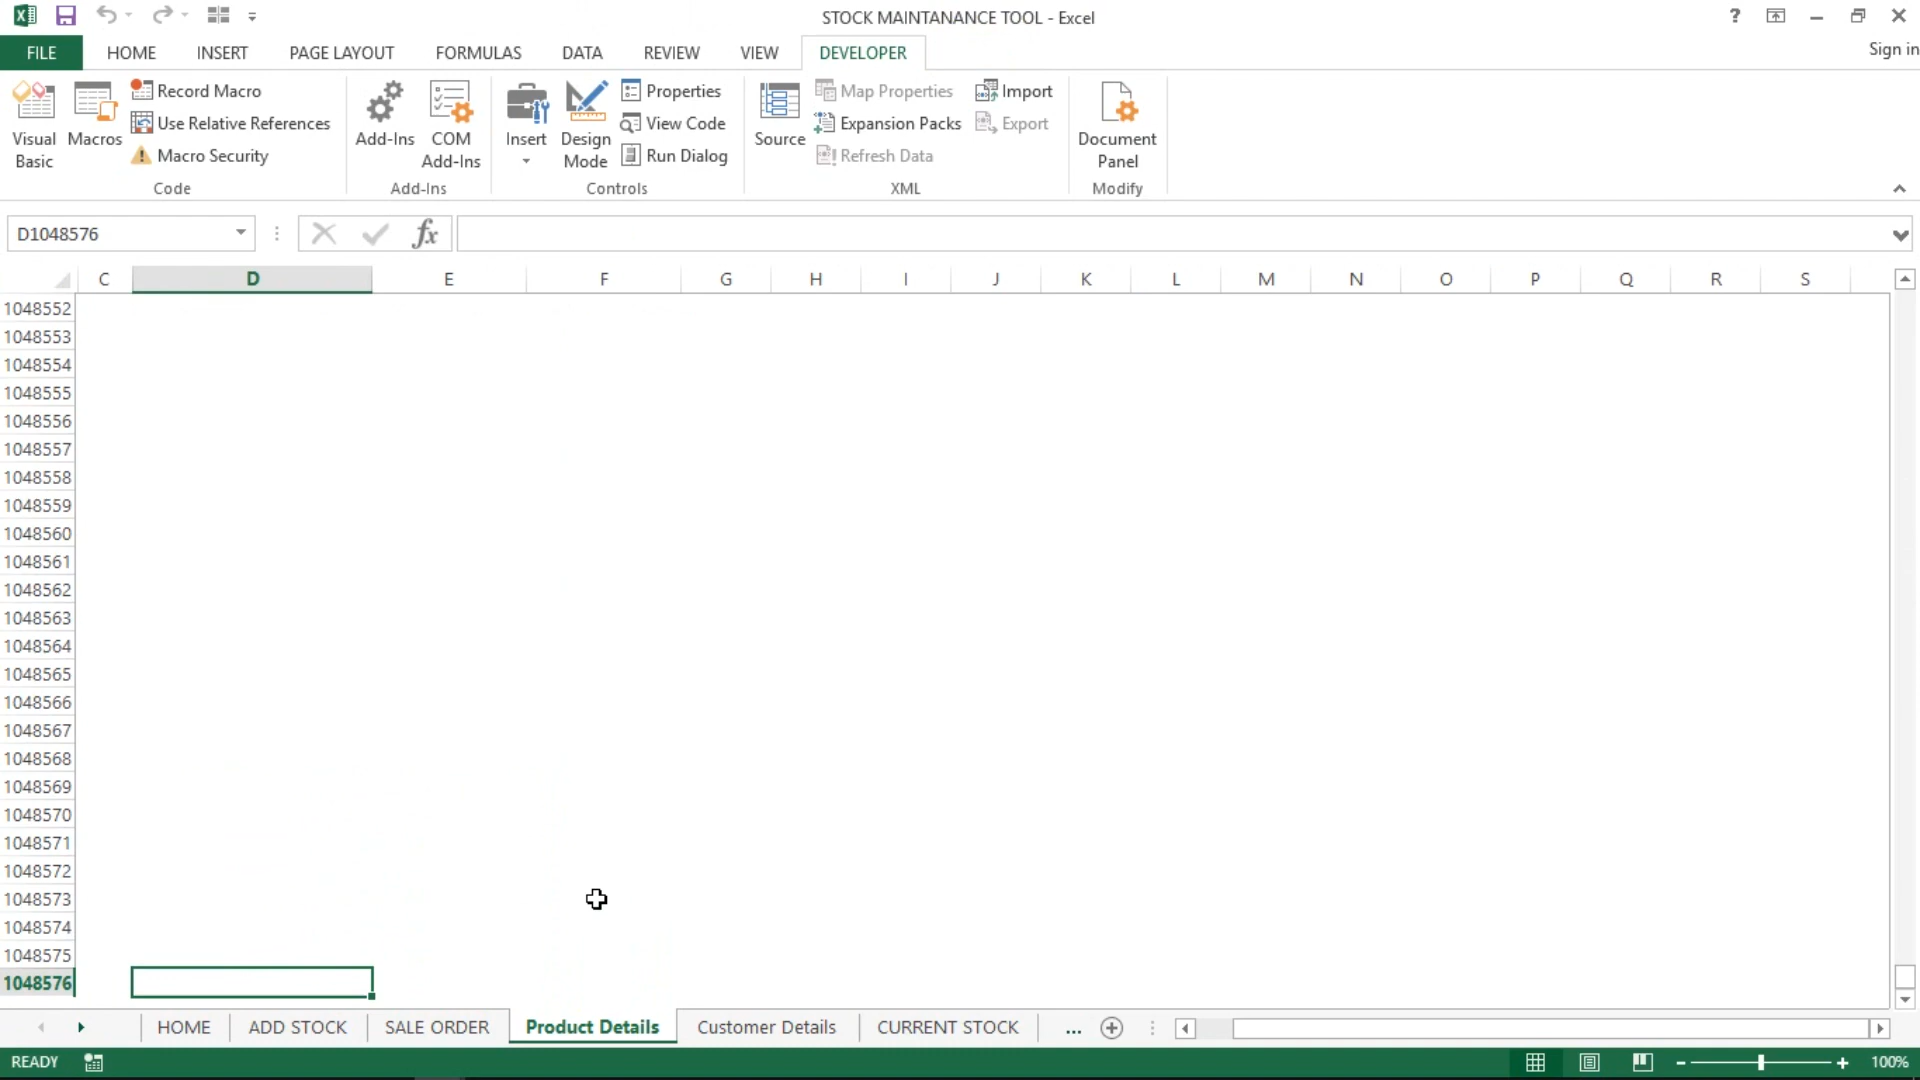 STOCK MAINTANANCE TOOL - Excel
?
Sign in
FILE HOME INSERT PAGE LAYOUT FORMULAS DATA REVIEW VIEW DEVELOPER
Visual Basic
Macros
Record Macro
Use Relative References
Macro Security
Code
Add-Ins
COM Add-Ins
Add-Ins
Insert
Design Mode
Properties
View Code
Run Dialog
Controls
Source
Map Properties
Expansion Packs
Refresh Data
Import
Export
XML
Document Panel
Modify
D1048576
fx
C D E F G H I J K L M N O P Q R S
1048552
1048553
1048554
1048555
1048556
1048557
1048558
1048559
1048560
1048561
1048562
1048563
1048564
1048565
1048566
1048567
1048568
1048569
1048570
1048571
1048572
1048573
1048574
1048575
1048576
HOME ADD STOCK SALE ORDER Product Details Customer Details CURRENT STOCK ...
READY
100%